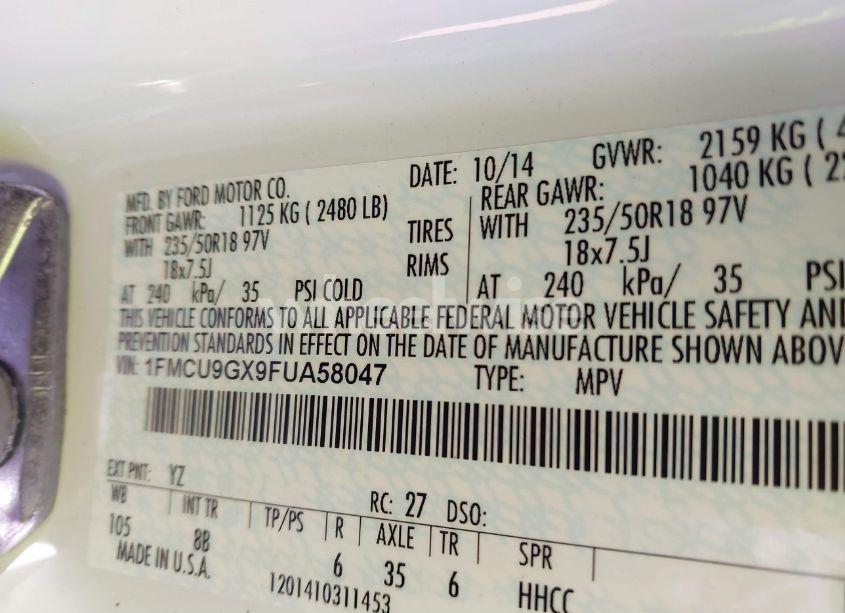 MFD. BY FORD MOTOR CO. DATE: 10/14 GVWR: 2159 KG ( 4
FRONT GAWR: 1125 KG ( 2480 LB) REAR GAWR: 1040 KG ( 22
WITH 235/50R18 97V TIRES WITH 235/50R18 97V
18x7.5J RIMS 18x7.5J
AT 240 kPa/ 35 PSI COLD AT 240 kPa/ 35 PSI
THIS VEHICLE CONFORMS TO ALL APPLICABLE FEDERAL MOTOR VEHICLE SAFETY AND
PREVENTION STANDARDS IN EFFECT ON THE DATE OF MANUFACTURE SHOWN ABOV
VIN: 1FMCU9GX9FUA58047 TYPE: MPV
EXT PNT: YZ RC: 27 DSO:
WB INT TR TP/PS R AXLE TR SPR
105 8B 6 35 6 HHCC
MADE IN U.S.A. 1201410311453